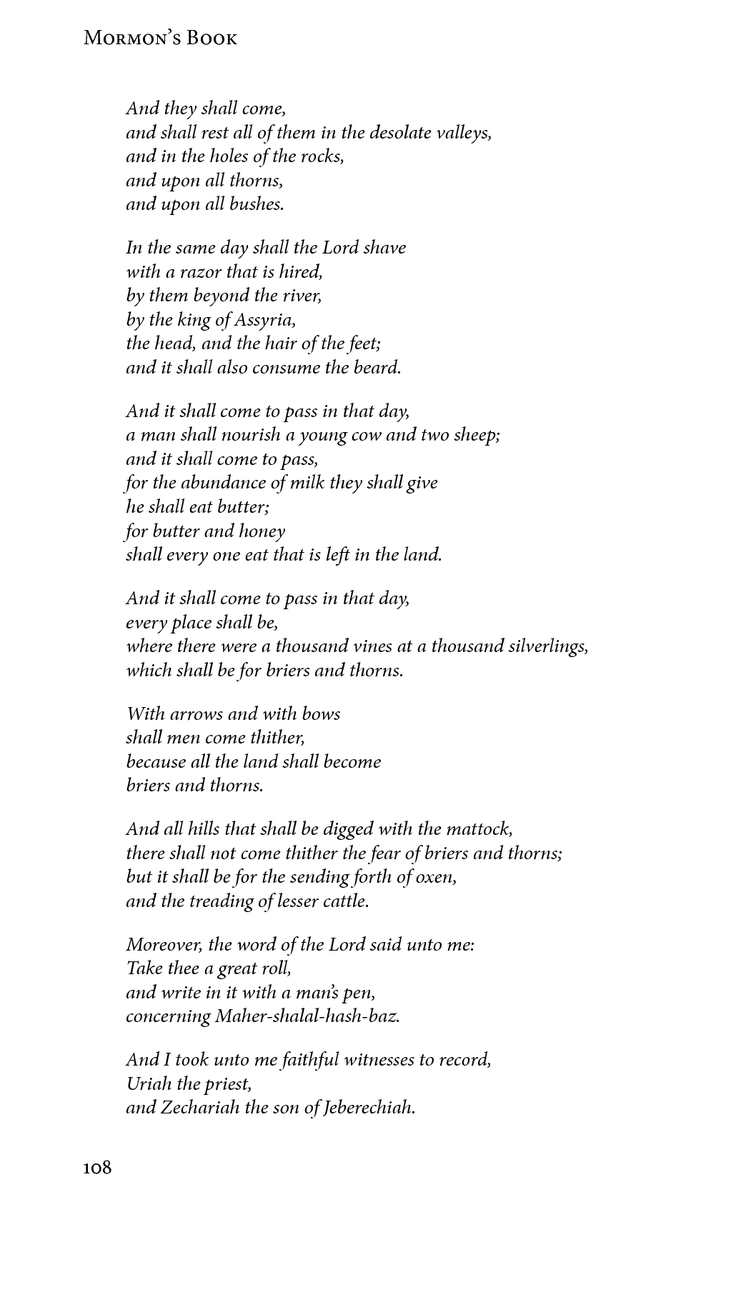 Mormon's Book
And they shall come,
and shall rest all of them in the desolate valleys,
and in the holes of the rocks,
and upon all thorns,
and upon all bushes.
In the same day shall the Lord shave
with a razor that is hired,
by them beyond the river,
by the king of Assyria,
the head, and the hair of the feet;
and it shall also consume the beard.
And it shall come to pass in that day,
a man shall nourish a young cow and two sheep;
and it shall come to pass,
for the abundance of milk they shall give
he shall eat butter;
for butter and honey
shall every one eat that is left in the land.
And it shall come to pass in that day,
every place shall be,
where there were a thousand vines at a thousand silverlings,
which shall be for briers and thorns.
With arrows and with bows
shall men come thither,
because all the land shall become
briers and thorns.
And all hills that shall be digged with the mattock,
there shall not come thither the fear of briers and thorns;
but it shall be for the sending forth of oxen,
and the treading of lesser cattle.
Moreover, the word of the Lord said unto me:
Take thee a great roll,
and write in it with a man's pen,
concerning Maher-shalal-hash-baz.
And I took unto me faithful witnesses to record,
Uriah the priest,
and Zechariah the son of Jeberechiah.
108